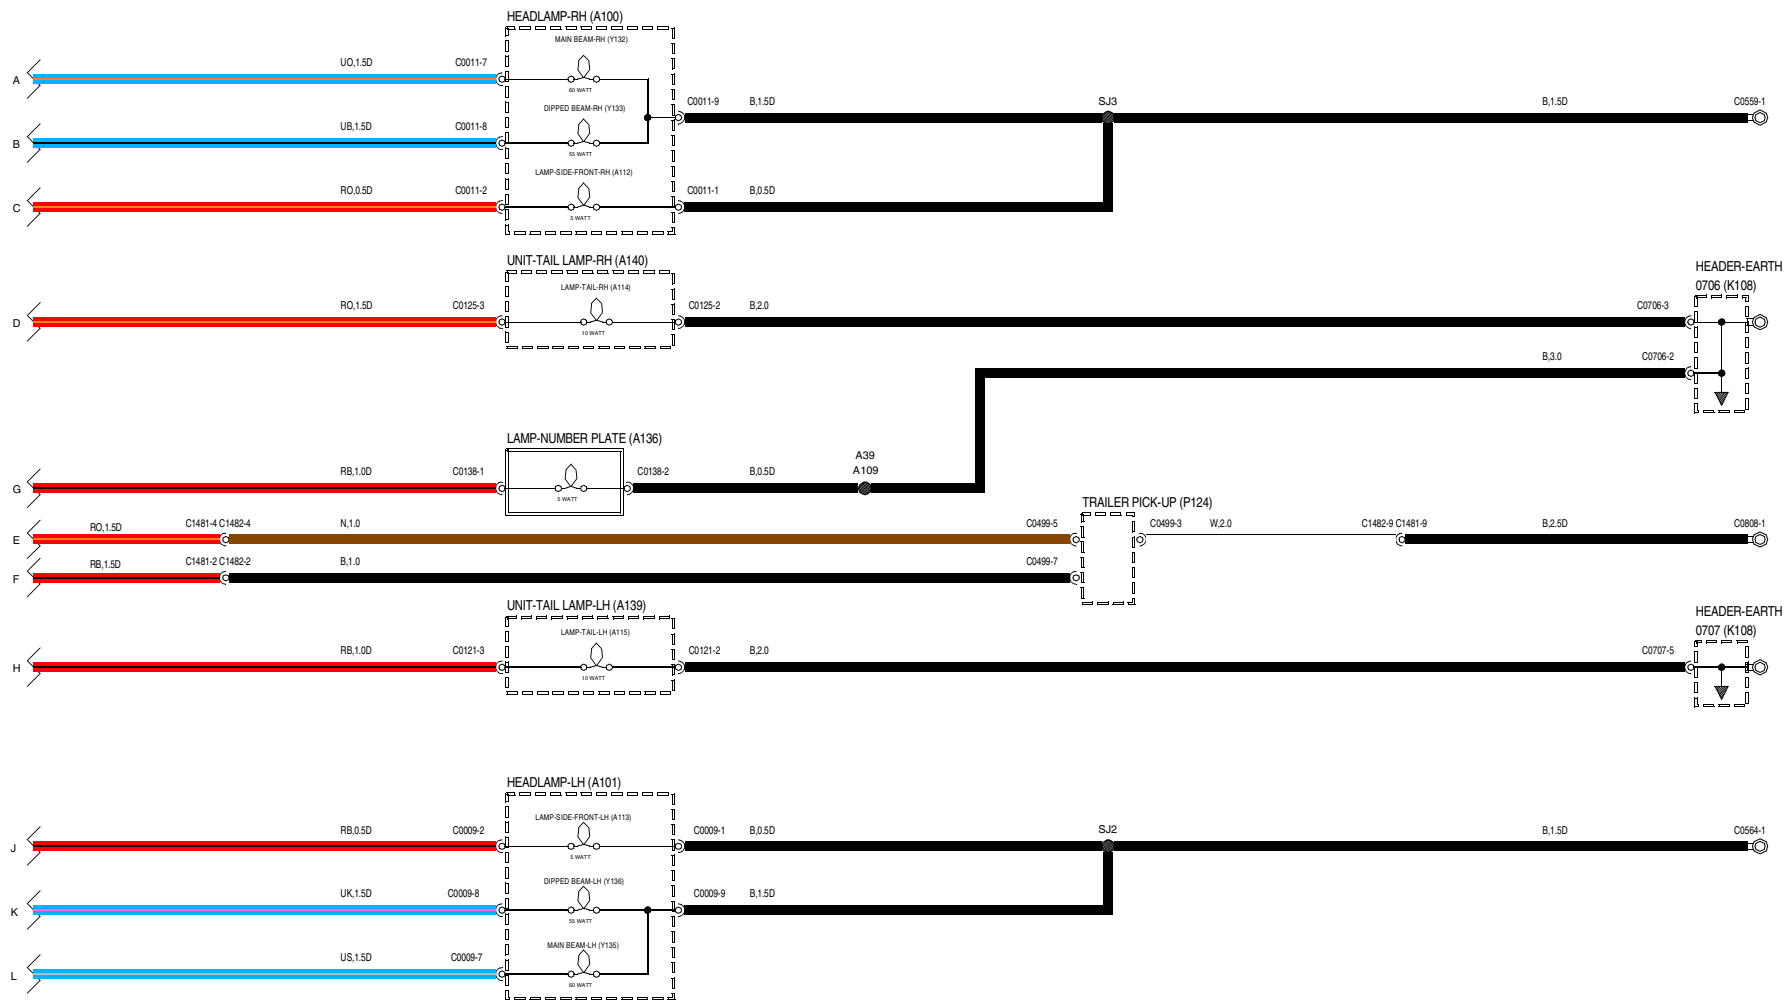 HEADLAMP-RH (A100)
MAIN BEAM-RH (Y132)
A UO,1.5D C0011-7
60 WATT
DIPPED BEAM-RH (Y133)
C0011-9 B,1.5D SJ3 B,1.5D C0559-1
B UB,1.5D C0011-8
55 WATT
LAMP-SIDE-FRONT-RH (A112)
C RO,0.5D C0011-2 C0011-1 B,0.5D
5 WATT
UNIT-TAIL LAMP-RH (A140)
HEADER-EARTH
0706 (K108)
LAMP-TAIL-RH (A114)
D RO,1.5D C0125-3 C0125-2 B,2.0 C0706-3
10 WATT
B,3.0 C0706-2
LAMP-NUMBER PLATE (A136)
A39
A109
G RB,1.0D C0138-1 C0138-2 B,0.5D
5 WATT
TRAILER PICK-UP (P124)
E RO,1.5D C1481-4 C1482-4 N,1.0 C0499-5 C0499-3 W,2.0 C1482-9 C1481-9 B,2.5D C0808-1
F RB,1.5D C1481-2 C1482-2 B,1.0 C0499-7
UNIT-TAIL LAMP-LH (A139)
HEADER-EARTH
0707 (K108)
LAMP-TAIL-LH (A115)
H RB,1.0D C0121-3 C0121-2 B,2.0 C0707-5
10 WATT
HEADLAMP-LH (A101)
LAMP-SIDE-FRONT-LH (A113)
J RB,0.5D C0009-2 C0009-1 B,0.5D SJ2 B,1.5D C0564-1
5 WATT
DIPPED BEAM-LH (Y136)
K UK,1.5D C0009-8 C0009-9 B,1.5D
55 WATT
MAIN BEAM-LH (Y135)
L US,1.5D C0009-7
60 WATT